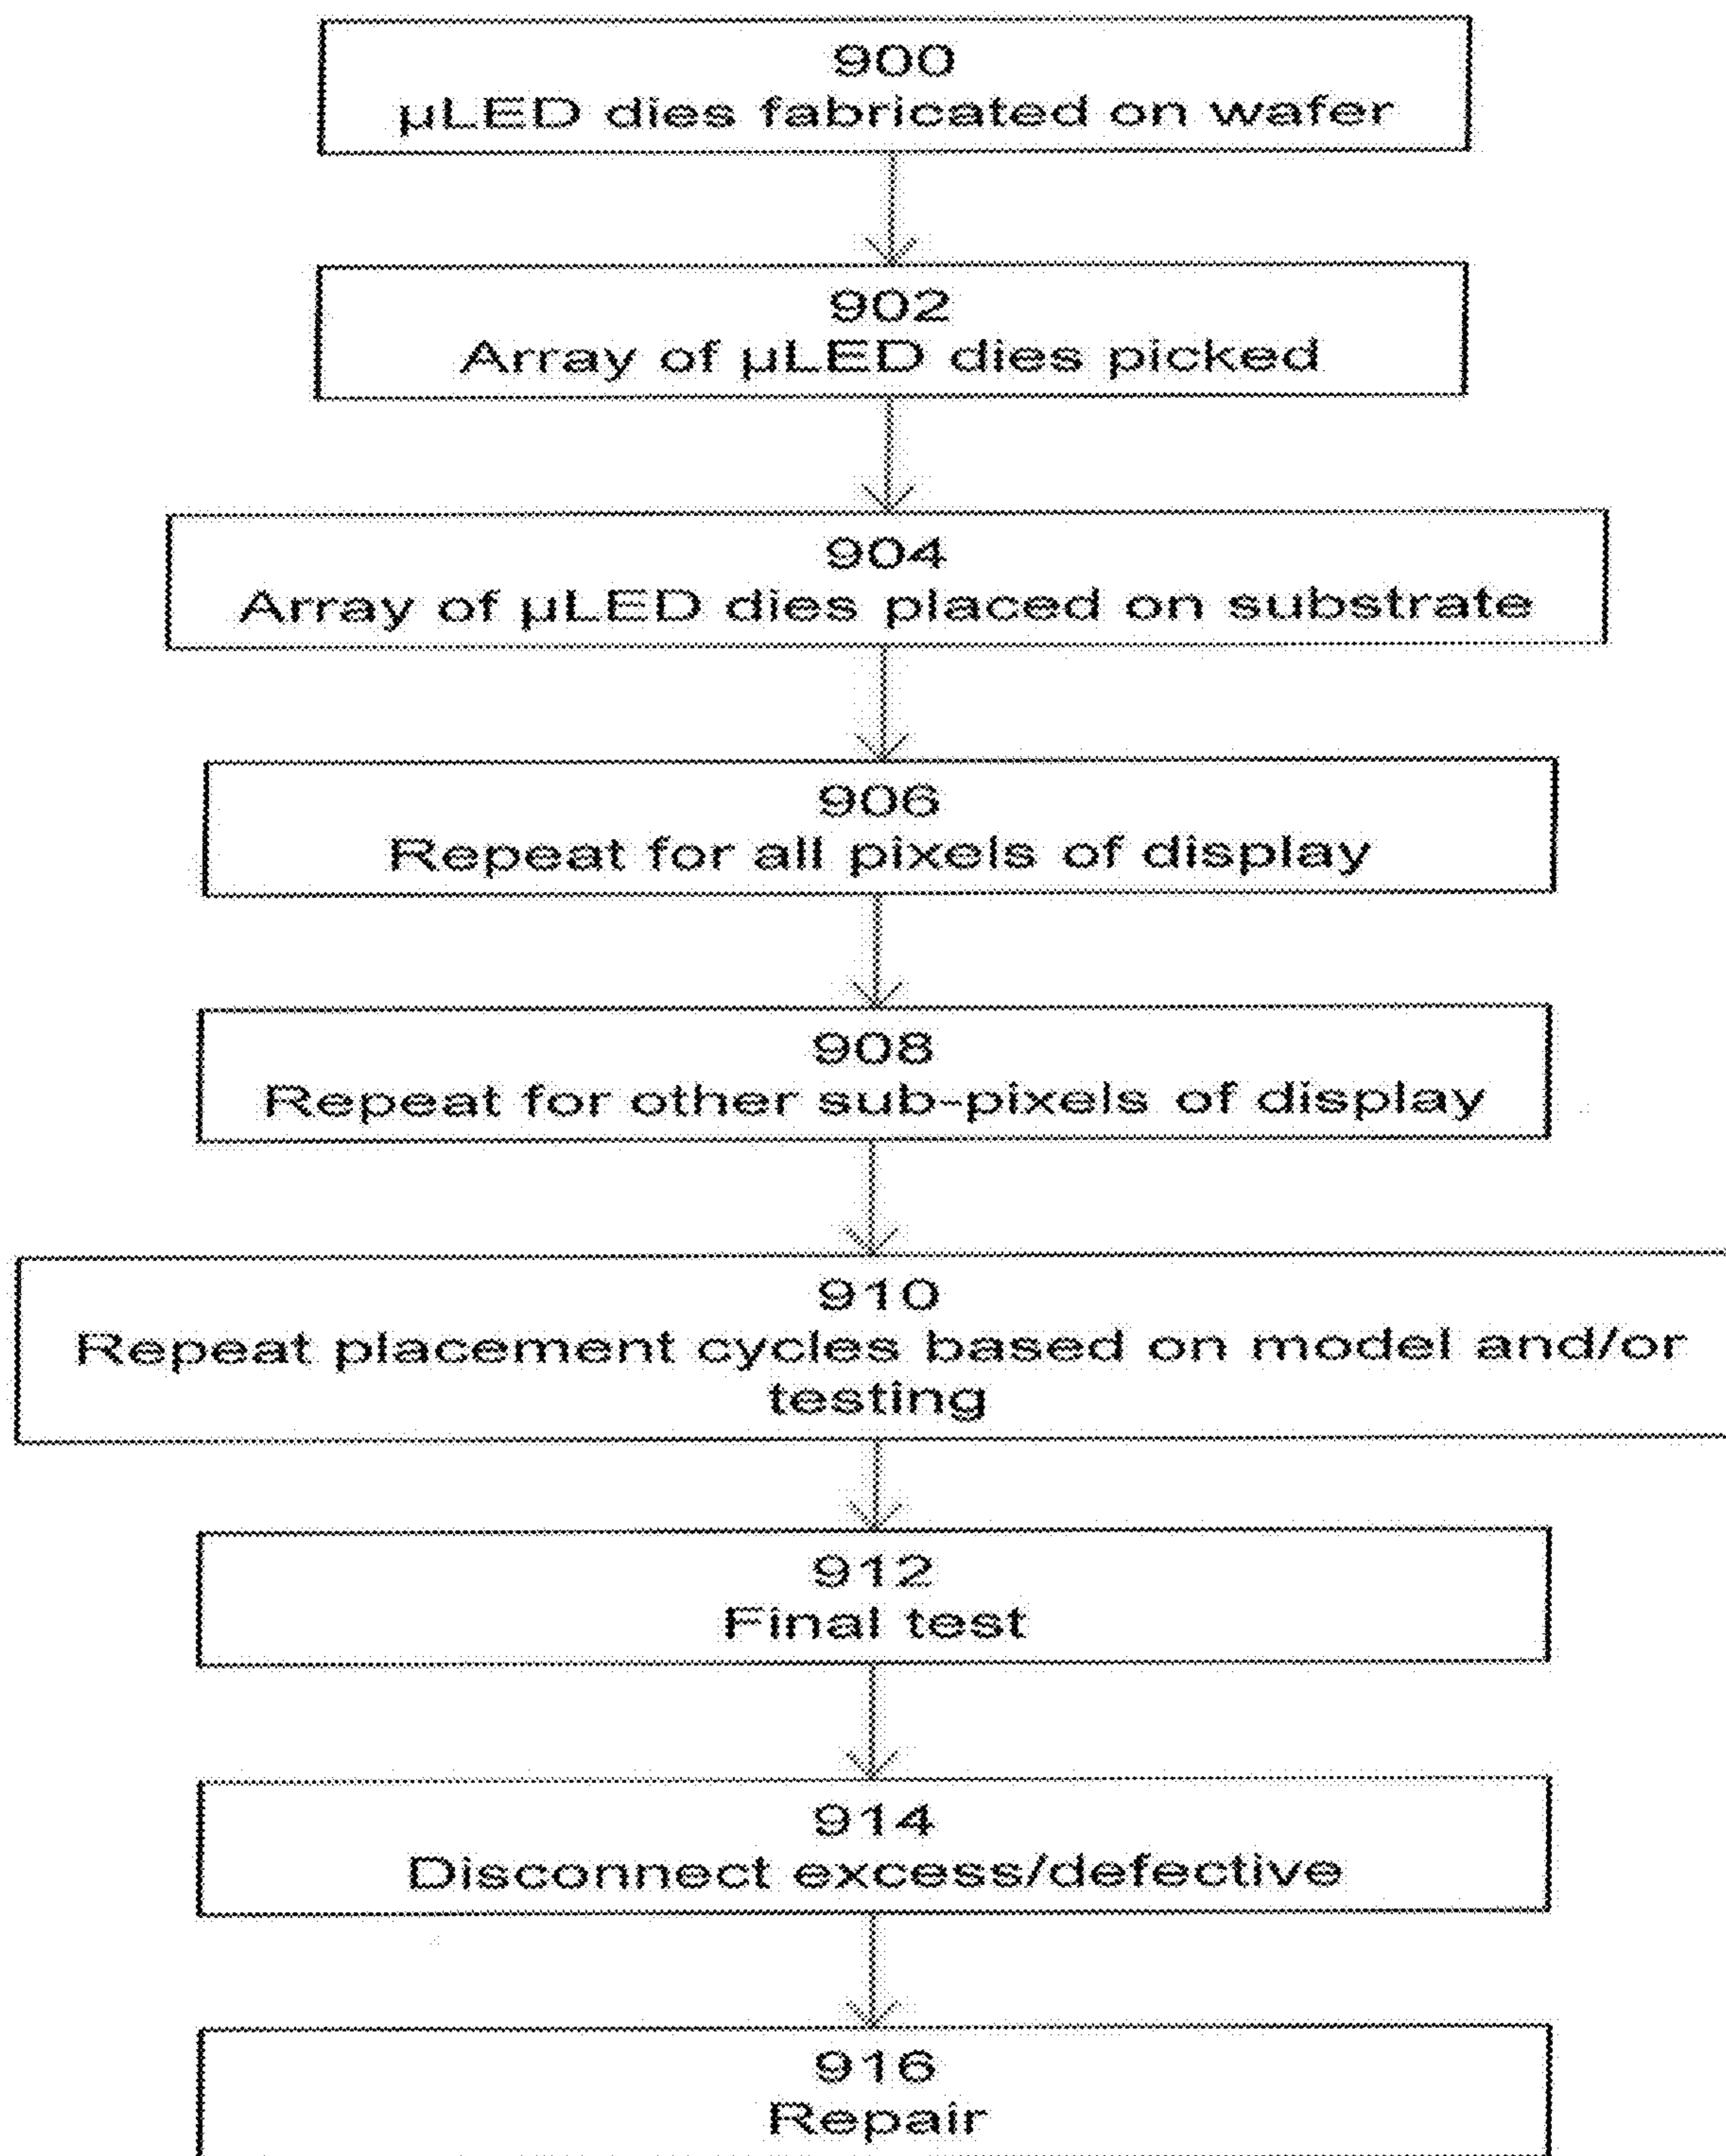 900
µLED dies fabricated on wafer
902
Array of µLED dies picked
904
Array of µLED dies placed on substrate
906
Repeat for all pixels of display
908
Repeat for other sub-pixels of display
910
Repeat placement cycles based on model and/or
testing
912
Final test
914
Disconnect excess/defective
916
Repair